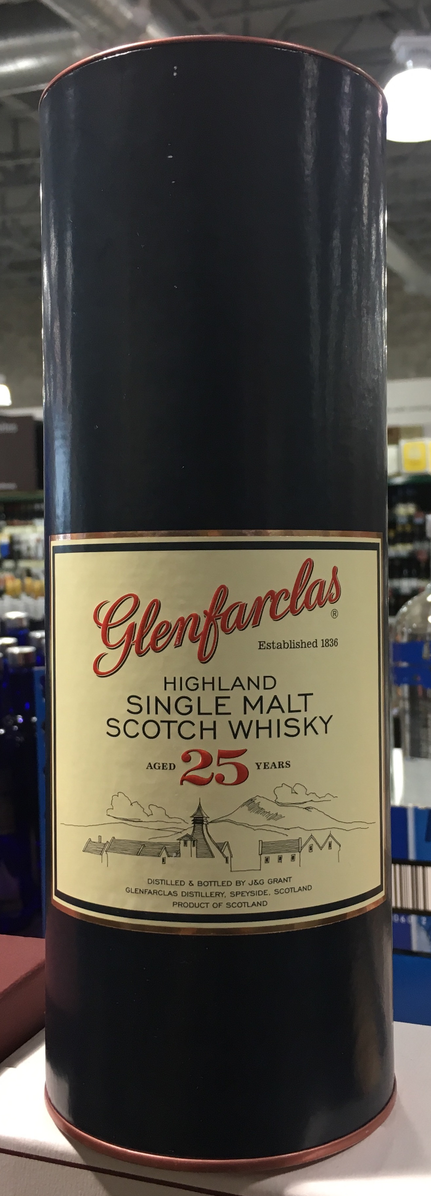 Glenfarclas®
Established 1836
HIGHLAND
SINGLE MALT
SCOTCH WHISKY
AGED 25 YEARS
DISTILLED & BOTTLED BY J&G GRANT
GLENFARCLAS DISTILLERY, SPEYSIDE, SCOTLAND
PRODUCT OF SCOTLAND